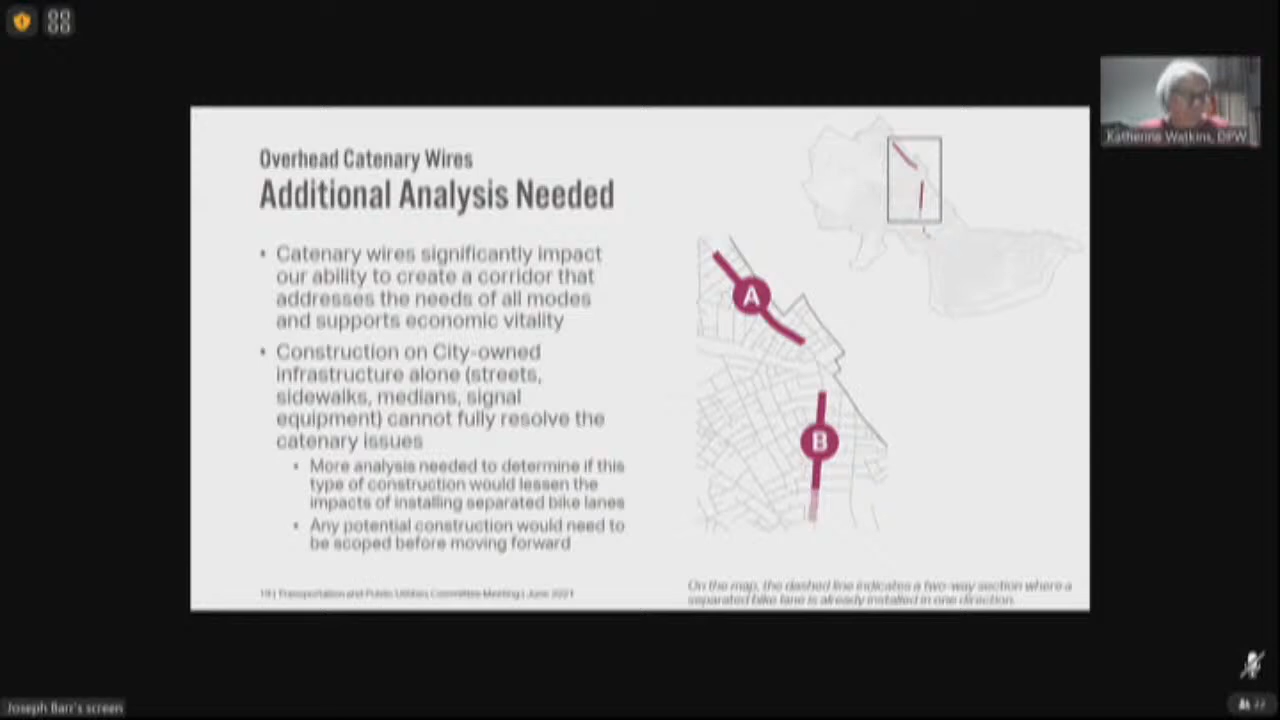 Katherine Watkins, DPW
Overhead Catenary Wires
Additional Analysis Needed
• Catenary wires significantly impact
our ability to create a corridor that
addresses the needs of all modes
and supports economic vitality
• Construction on City-owned
infrastructure alone (streets,
sidewalks, medians, signal
equipment) cannot fully resolve the
catenary issues
• More analysis needed to determine if this
type of construction would lessen the
impacts of installing separated bike lanes
• Any potential construction would need to
be scoped before moving forward
A
B
On the map, the dashed line indicates a two-way section where a
separated bike lane is already installed in one direction.
| Transportation and Public Utilities Committee Meeting | June 2021
Joseph Barr's screen